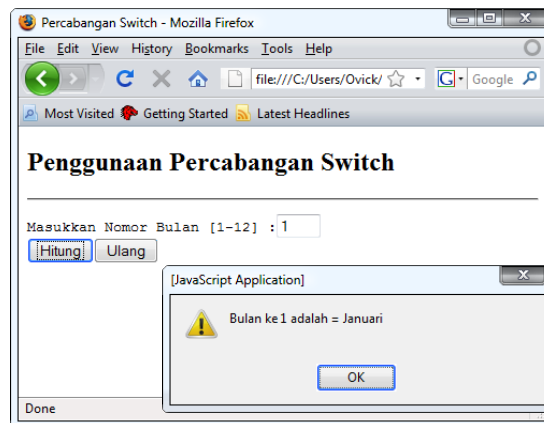 Percabangan Switch - Mozilla Firefox
File Edit View History Bookmarks Tools Help
file:///C:/Users/Ovick/ G Google
Most Visited Getting Started Latest Headlines
Penggunaan Percabangan Switch
Masukkan Nomor Bulan [1-12] : 1
Hitung Ulang
[JavaScript Application]
Bulan ke 1 adalah = Januari
OK
Done